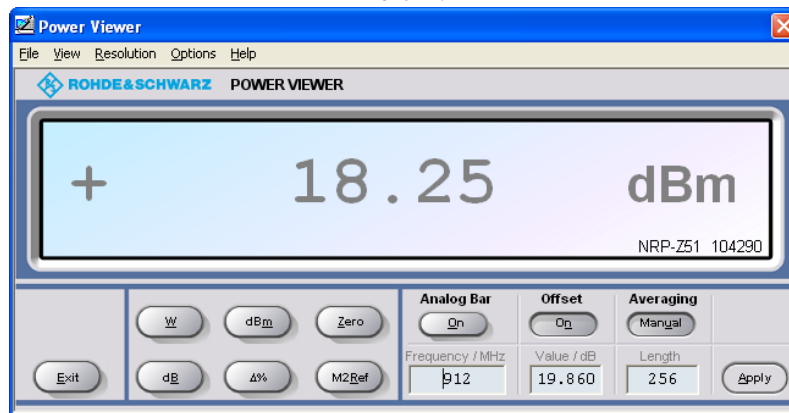 Power Viewer
File View Resolution Options Help
ROHDE&SCHWARZ POWER VIEWER
+ 18.25 dBm
NRP-Z51 104290
Analog Bar Offset Averaging
W dBm Zero On On Manual
Frequency / MHz Value / dB Length
Exit dB Δ% M2Ref 912 19.860 256 Apply